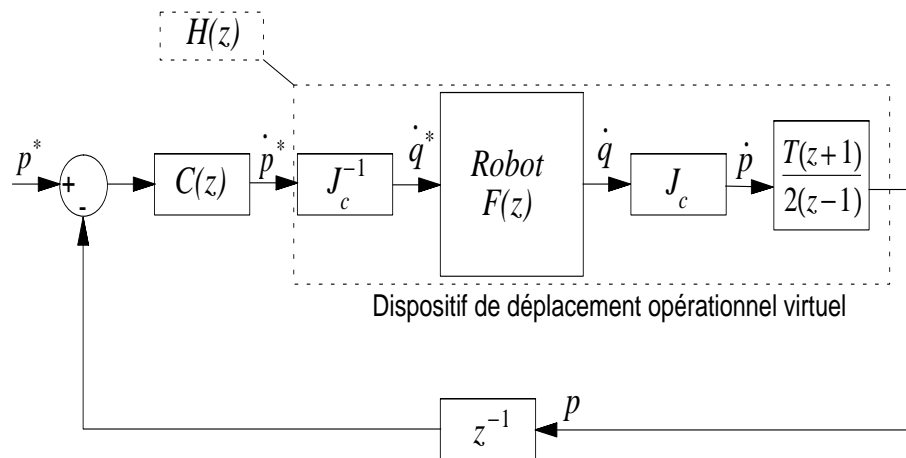 H(z)
p*
+
-
C(z)
ṗ*
J_c^{-1}
q̇*
Robot
F(z)
q̇
J_c
ṗ
T(z+1)
2(z−1)
Dispositif de déplacement opérationnel virtuel
z^{−1}
p